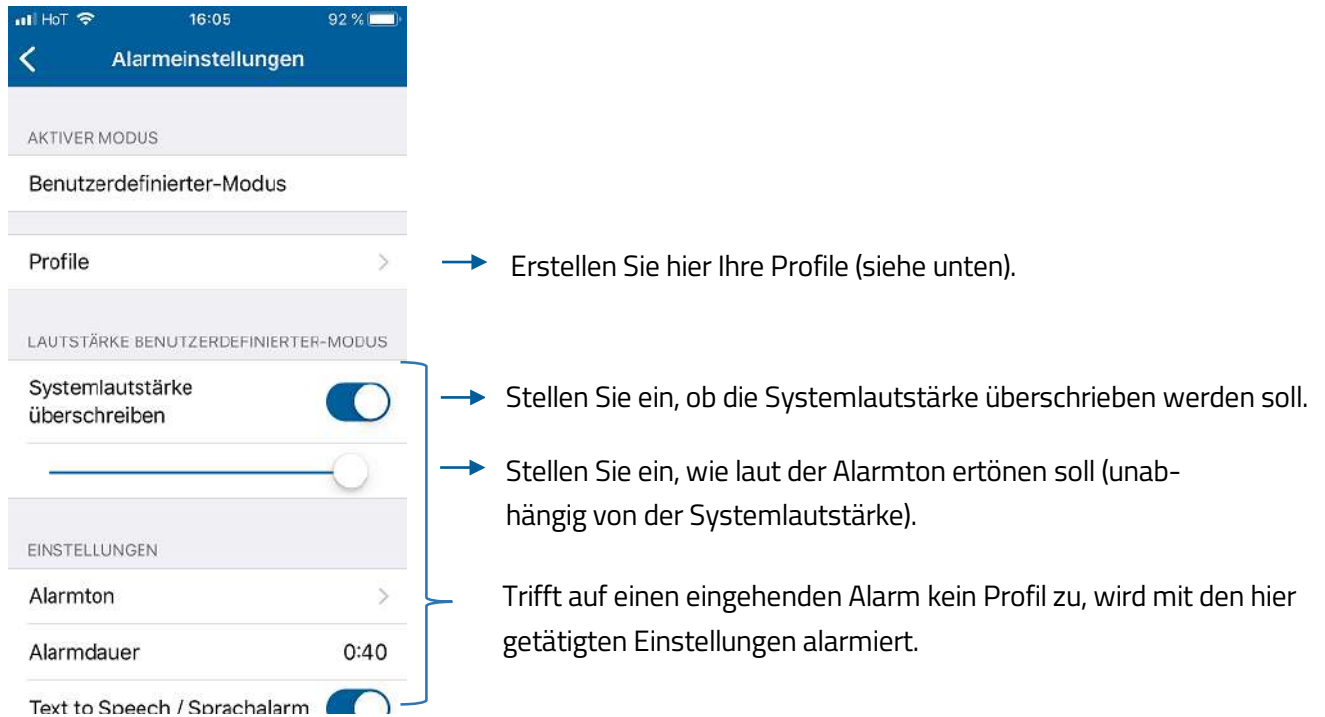 HoT 16:05 92 %
Alarmeinstellungen
AKTIVER MODUS
Benutzerdefinierter-Modus
Profile
Erstellen Sie hier Ihre Profile (siehe unten).
LAUTSTÄRKE BENUTZERDEFINIERTER-MODUS
Systemlautstärke
überschreiben
Stellen Sie ein, ob die Systemlautstärke überschrieben werden soll.
Stellen Sie ein, wie laut der Alarmton ertönen soll (unab-
hängig von der Systemlautstärke).
EINSTELLUNGEN
Alarmton
Alarmdauer 0:40
Text to Speech / Sprachalarm
Trifft auf einen eingehenden Alarm kein Profil zu, wird mit den hier
getätigten Einstellungen alarmiert.